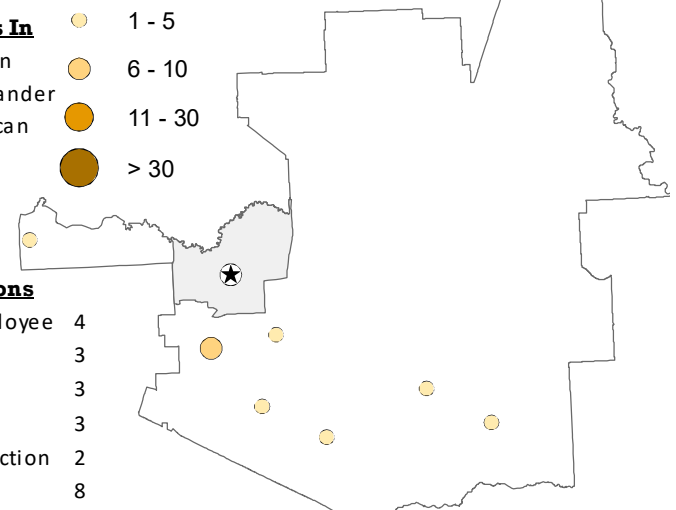 s In
n
ander
can
1 - 5
6 - 10
11 - 30
> 30
ons
loyee 4
3
3
3
ction 2
8